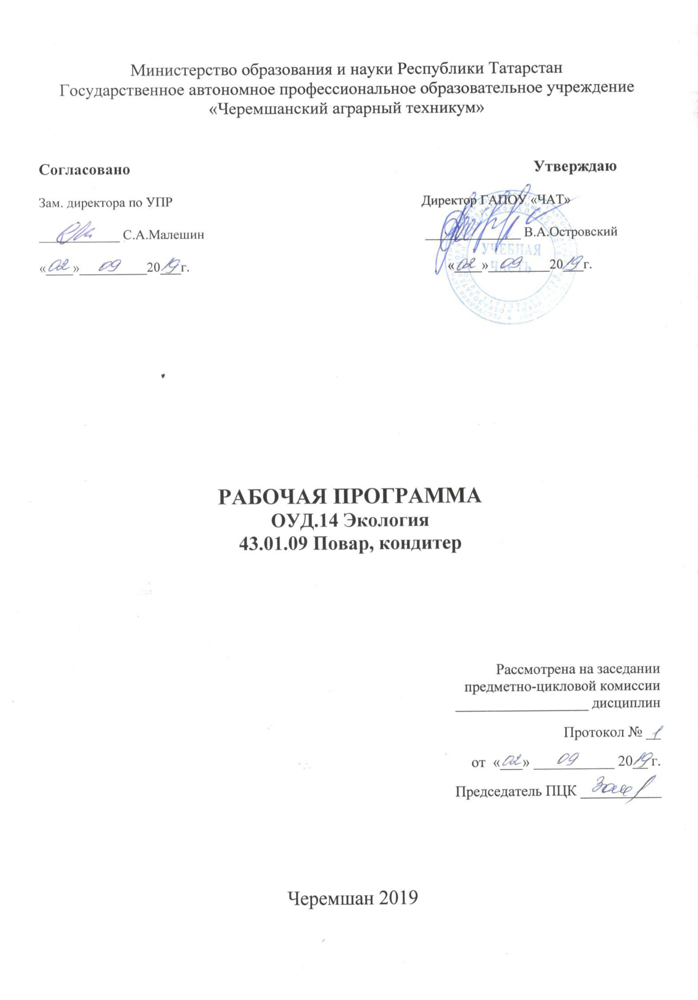 Министерство образования и науки Республики Татарстан
Государственное автономное профессиональное образовательное учреждение
«Черемшанский аграрный техникум»
Согласовано
Утверждаю
Зам. директора по УПР
Директор ГАПОУ «ЧАТ»
С.А.Малешин
В.А.Островский
«02» 09 2019г.
«02» 09 2019г.
УЧЕБНАЯ
ЧАСТЬ
РАБОЧАЯ ПРОГРАММА
ОУД.14 Экология
43.01.09 Повар, кондитер
Рассмотрена на заседании
предметно-цикловой комиссии
дисциплин
Протокол № 1
от «02» 09 2019 г.
Председатель ПЦК
Черемшан 2019